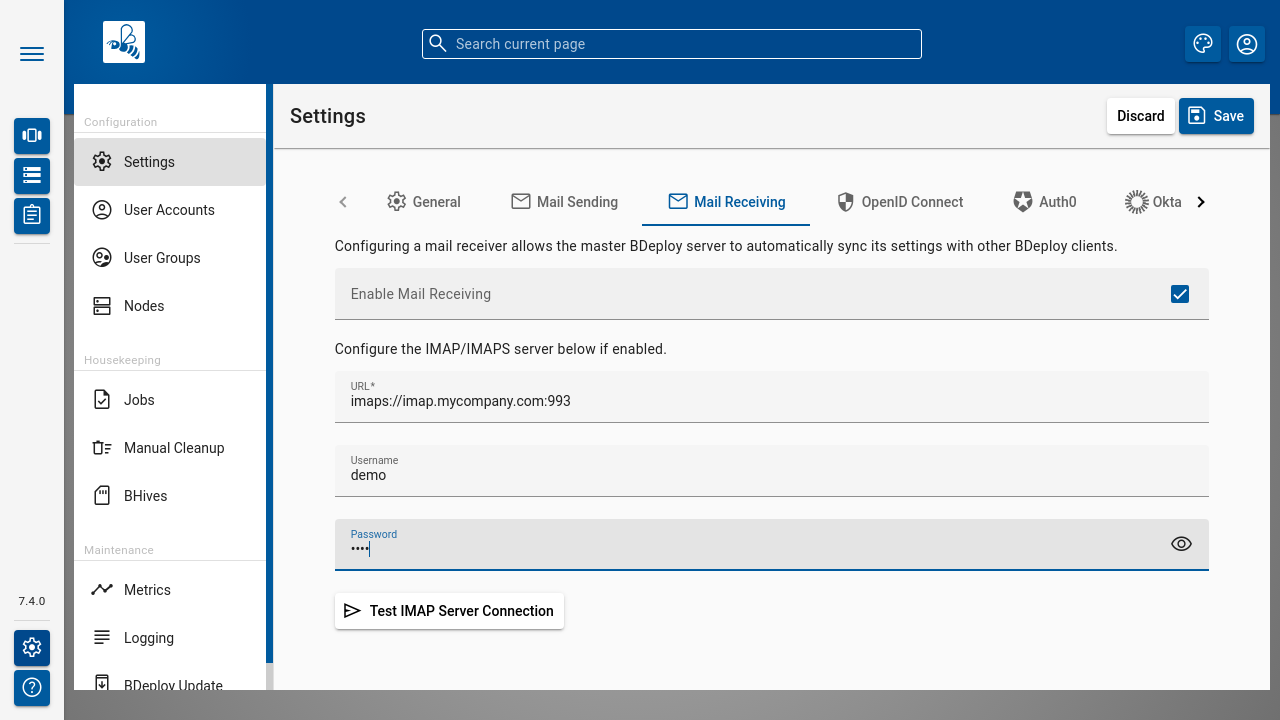 Search current page
Configuration
Settings
User Accounts
User Groups
Nodes
Housekeeping
Jobs
Manual Cleanup
BHives
Maintenance
Metrics
Logging
BDeploy Update
7.4.0
Settings
Discard
Save
General
Mail Sending
Mail Receiving
OpenID Connect
Auth0
Okta
Configuring a mail receiver allows the master BDeploy server to automatically sync its settings with other BDeploy clients.
Enable Mail Receiving
Configure the IMAP/IMAPS server below if enabled.
URL*
imaps://imap.mycompany.com:993
Username
demo
Password
••••
Test IMAP Server Connection